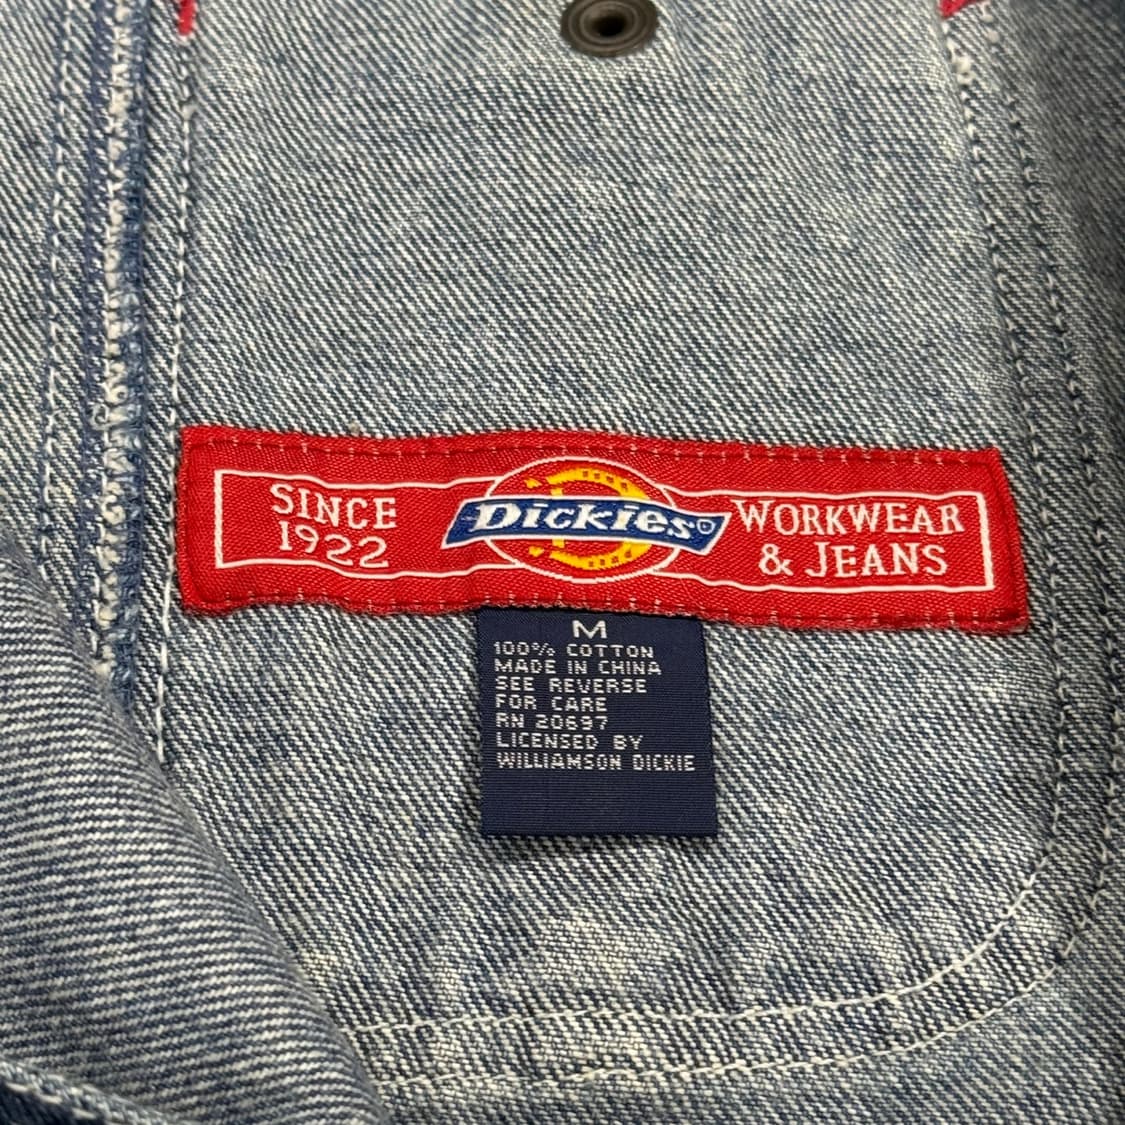 SINCE
1922
Dickies®
WORKWEAR
& JEANS
M
100% COTTON
MADE IN CHINA
SEE REVERSE
FOR CARE
RN 20697
LICENSED BY
WILLIAMSON DICKIE